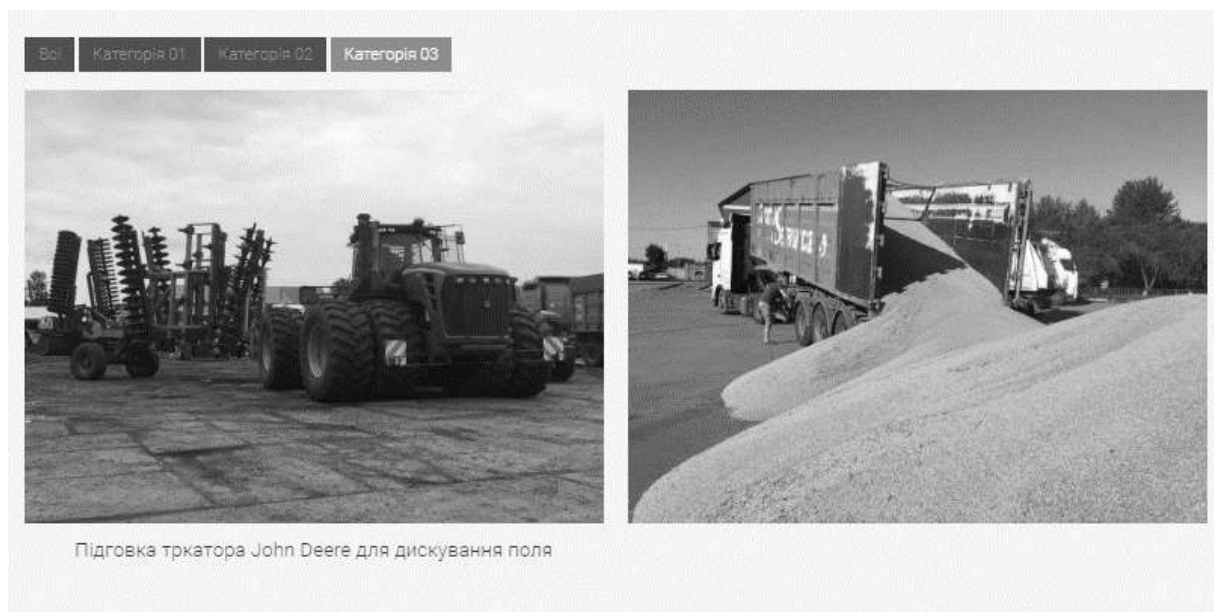 Всі Категорія 01 Категорія 02 Категорія 03
Підговка тркатора John Deere для дискування поля